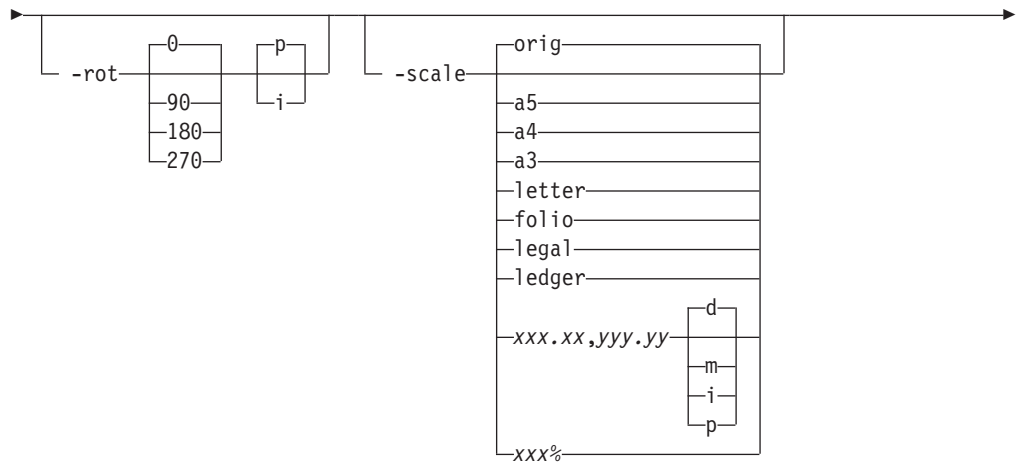 0 p orig
-rot -scale
90 i a5
180 a4
270 a3
letter
folio
legal
ledger
d
xxx.xx,yyy.yy
m
i
p
xxx%